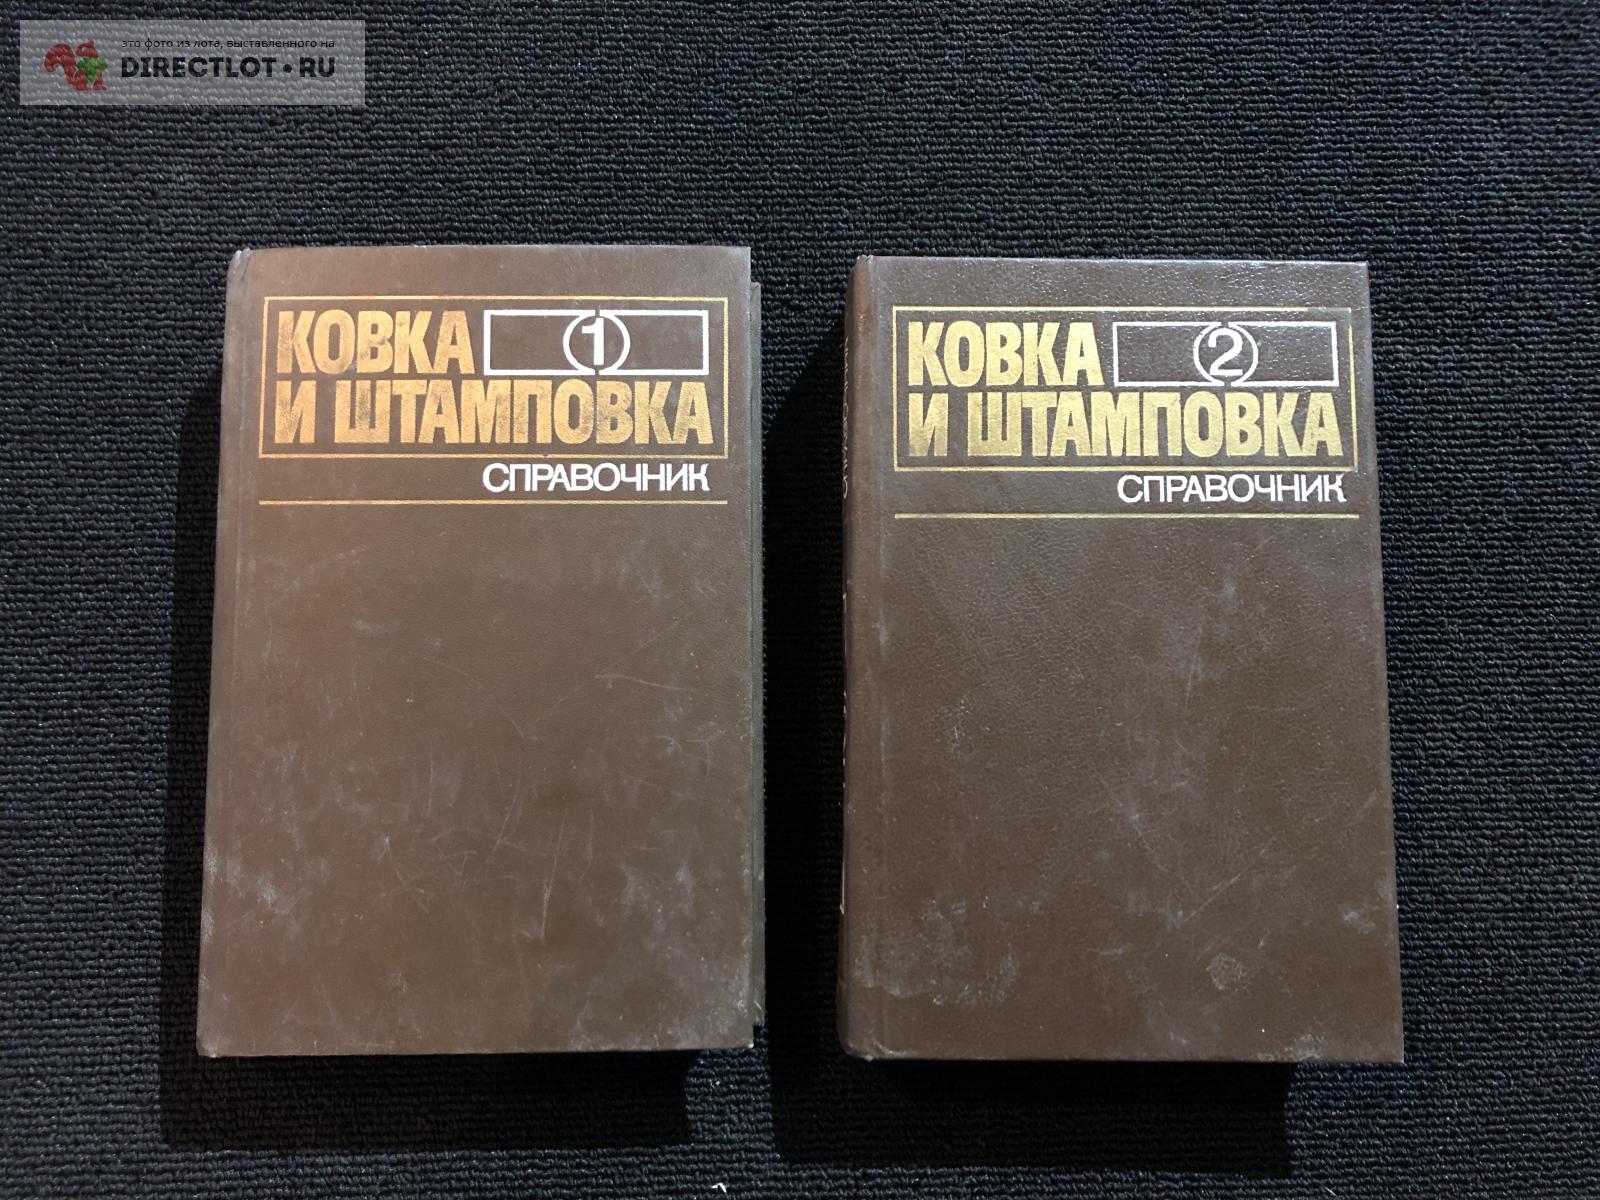 это фото из лота, выставленного на
DIRECTLOT•RU
КОВКА 1
И ШТАМПОВКА
СПРАВОЧНИК
КОВКА 2
И ШТАМПОВКА
СПРАВОЧНИК